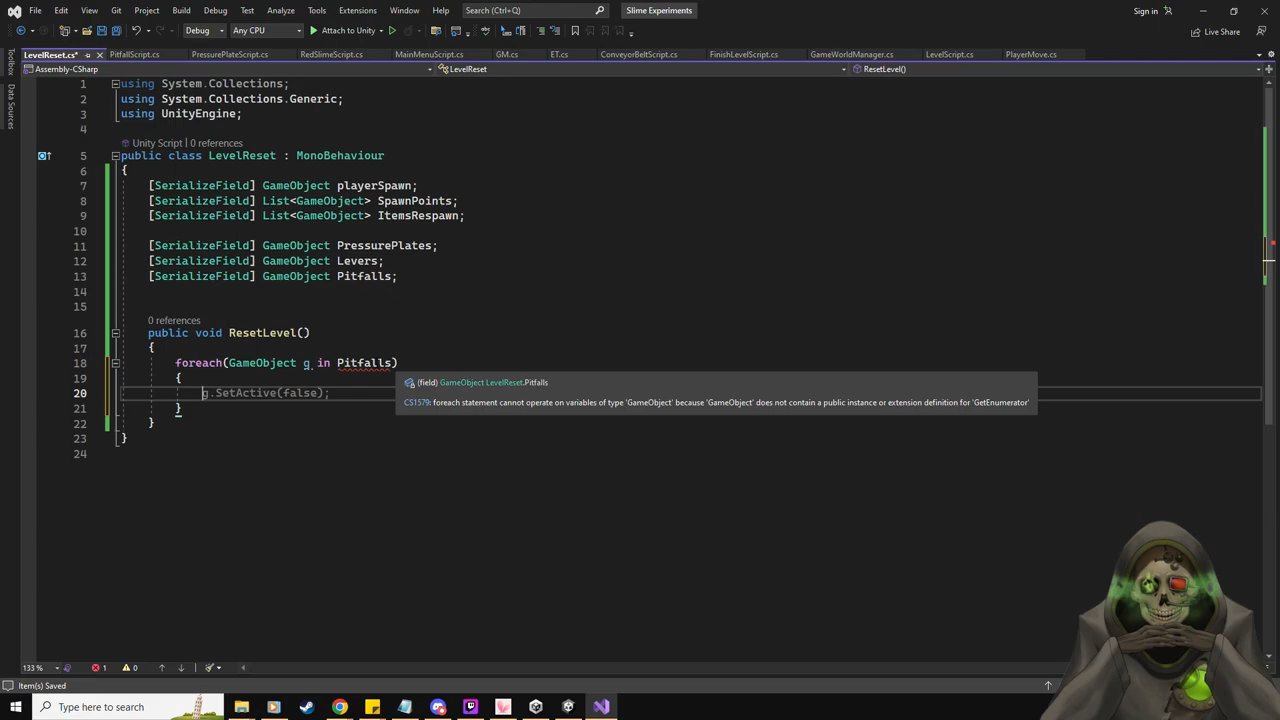 File Edit View Git Project Build Debug Test Analyze Tools Extensions Window Help Search (Ctrl+Q) Slime Experiments Sign in
Debug Any CPU Attach to Unity Live Share
LevelReset.cs* PitfallScript.cs PressurePlateScript.cs RedSlimeScript.cs MainMenuScript.cs GM.cs ET.cs ConveyorBeltScript.cs FinishLevelScript.cs GameWorldManager.cs LevelScript.cs PlayerMove.cs
Toolbox
Data Sources
Assembly-CSharp LevelReset ResetLevel()
1 using System.Collections;
2 using System.Collections.Generic;
3 using UnityEngine;
4
Unity Script | 0 references
5 public class LevelReset : MonoBehaviour
6 {
7 [SerializeField] GameObject playerSpawn;
8 [SerializeField] List<GameObject> SpawnPoints;
9 [SerializeField] List<GameObject> ItemsRespawn;
10
11 [SerializeField] GameObject PressurePlates;
12 [SerializeField] GameObject Levers;
13 [SerializeField] GameObject Pitfalls;
14
15
0 references
16 public void ResetLevel()
17 {
18 foreach(GameObject g in Pitfalls)
19 {
(field) GameObject LevelReset.Pitfalls
20 g.SetActive(false);
CS1579: foreach statement cannot operate on variables of type 'GameObject' because 'GameObject' does not contain a public instance or extension definition for 'GetEnumerator'
21 }
22 }
23 }
24
133 % 1 0
Item(s) Saved
Type here to search